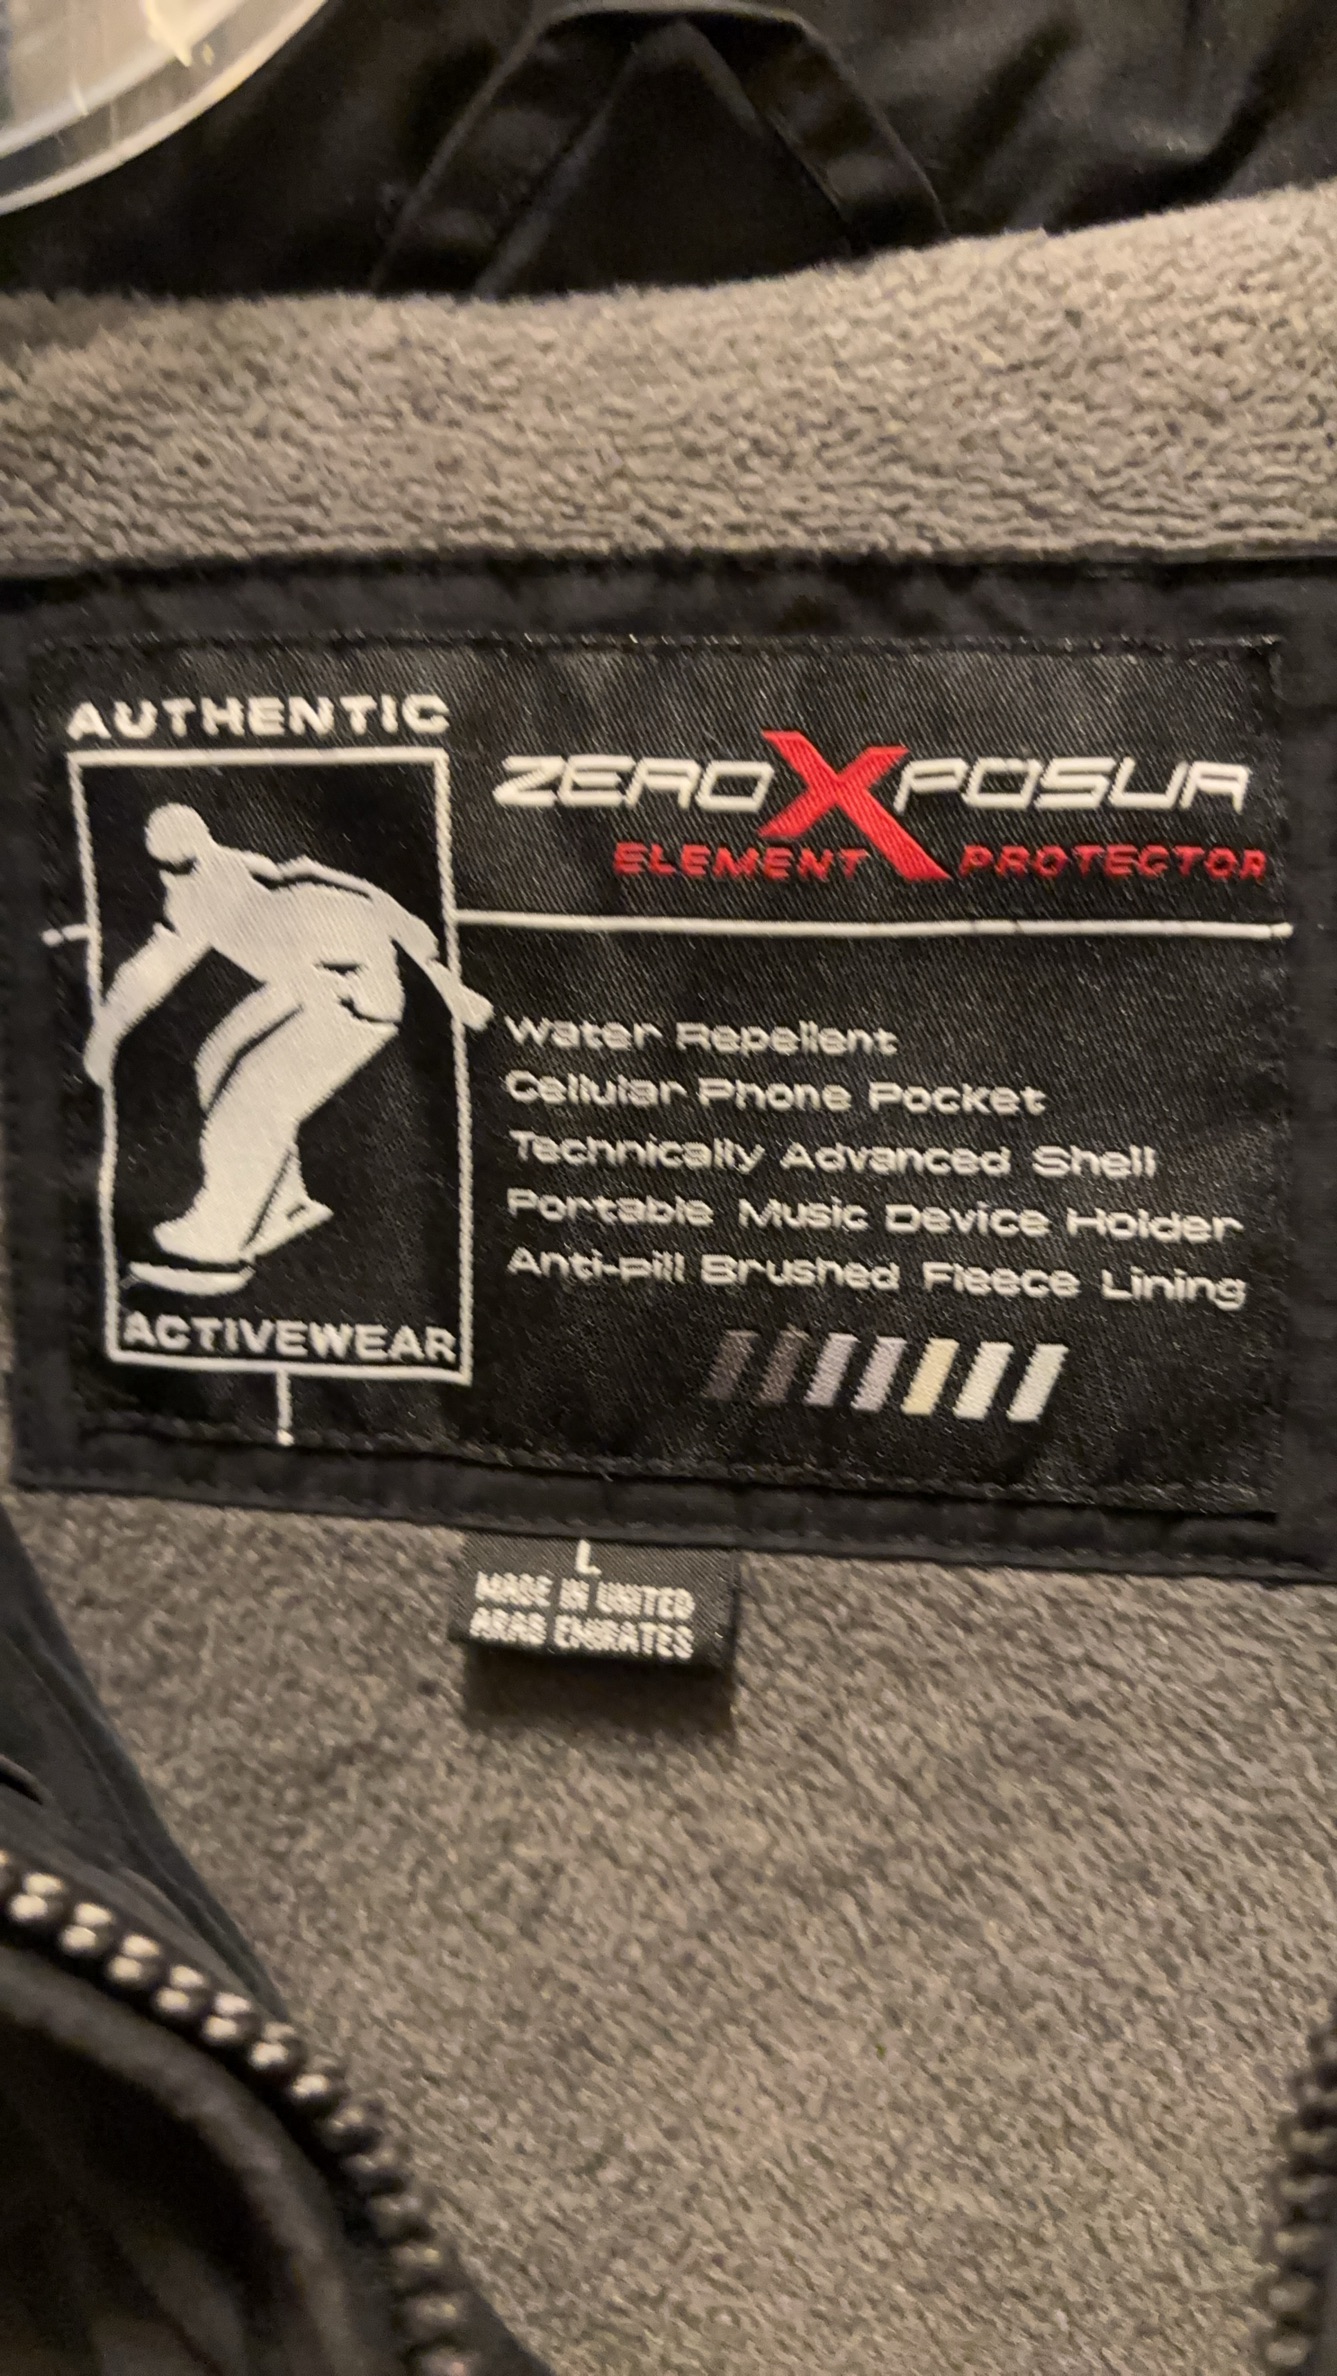 AUTHENTIC
ZEROXPOSUR
ELEMENT PROTECTOR
Water Repellent
Cellular Phone Pocket
Technically Advanced Shell
Portable Music Device Holder
Anti-pill Brushed Fleece Lining
ACTIVEWEAR
L
MADE IN UNITED
ARAB EMIRATES